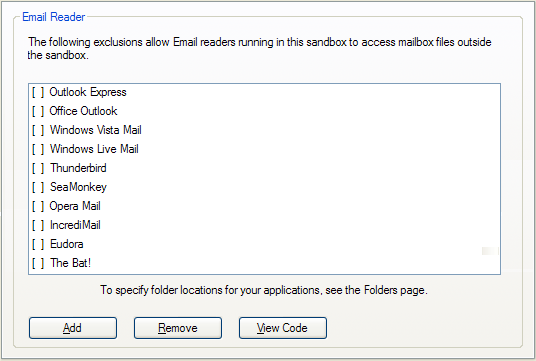 Email Reader
The following exclusions allow Email readers running in this sandbox to access mailbox files outside
the sandbox.
[ ] Outlook Express
[ ] Office Outlook
[ ] Windows Vista Mail
[ ] Windows Live Mail
[ ] Thunderbird
[ ] SeaMonkey
[ ] Opera Mail
[ ] IncrediMail
[ ] Eudora
[ ] The Bat!
To specify folder locations for your applications, see the Folders page.
Add Remove View Code